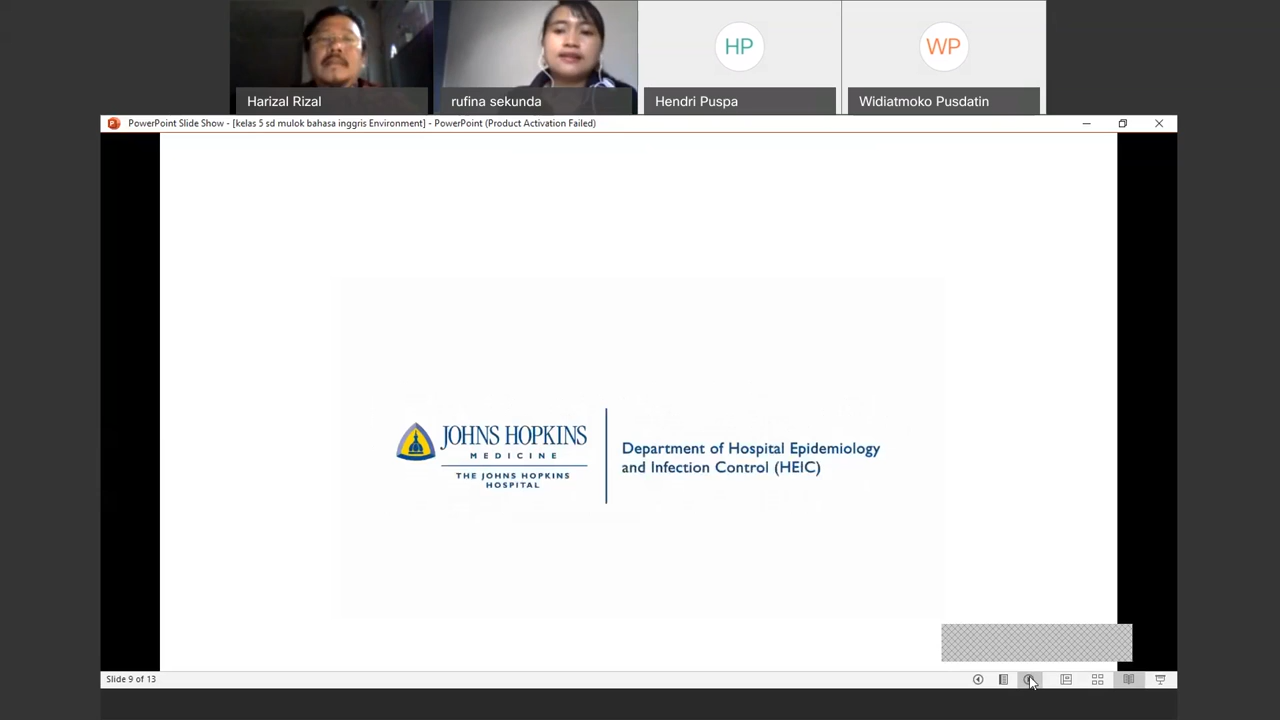 HP
WP
Harizal Rizal
rufina sekunda
Hendri Puspa
Widiatmoko Pusdatin
PowerPoint Slide Show - [kelas 5 sd mulok bahasa inggris Environment] - PowerPoint (Product Activation Failed)
JOHNS HOPKINS
MEDICINE
THE JOHNS HOPKINS
HOSPITAL
Department of Hospital Epidemiology
and Infection Control (HEIC)
Slide 9 of 13